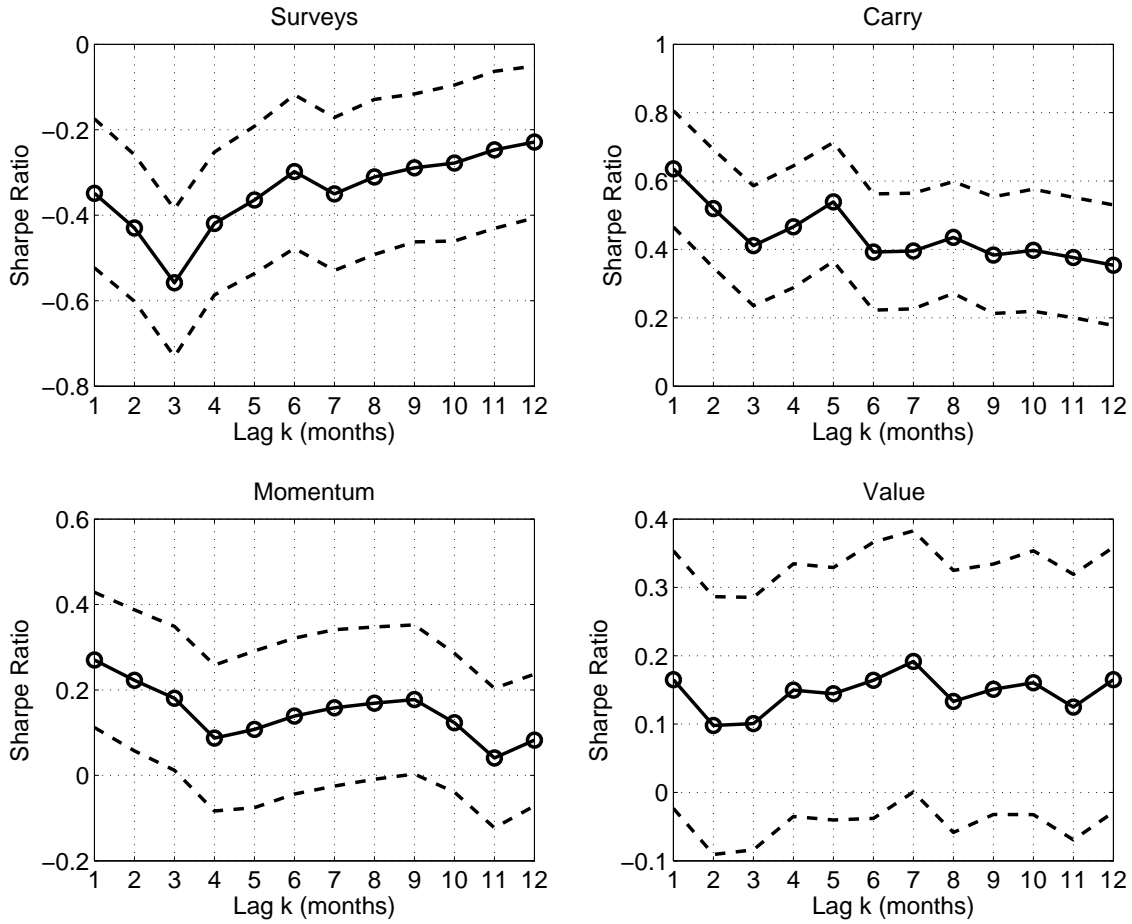 Surveys
0
−0.2
−0.4
−0.6
−0.8
Sharpe Ratio
1 2 3 4 5 6 7 8 9 10 11 12
Lag k (months)
Carry
1
0.8
0.6
0.4
0.2
0
Sharpe Ratio
1 2 3 4 5 6 7 8 9 10 11 12
Lag k (months)
Momentum
0.6
0.4
0.2
0
−0.2
Sharpe Ratio
1 2 3 4 5 6 7 8 9 10 11 12
Lag k (months)
Value
0.4
0.3
0.2
0.1
0
−0.1
Sharpe Ratio
1 2 3 4 5 6 7 8 9 10 11 12
Lag k (months)